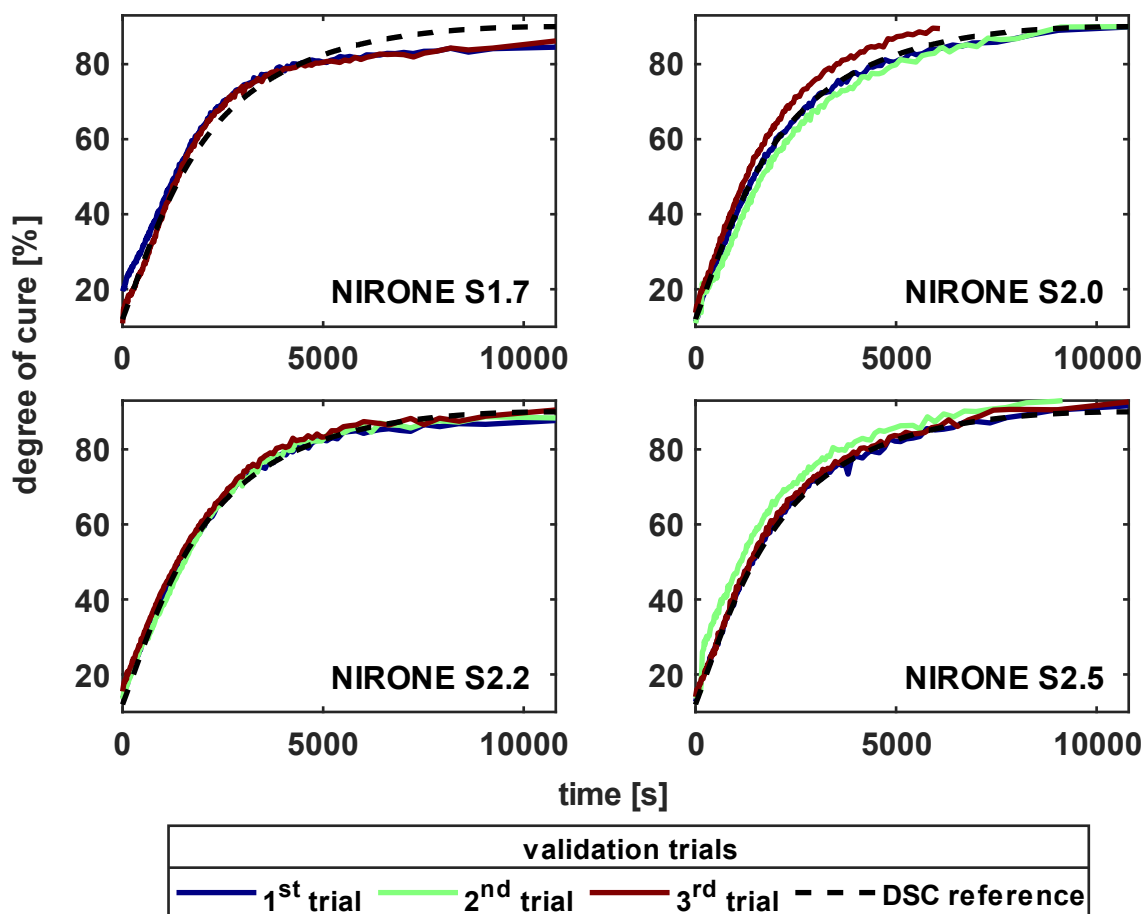 degree of cure [%]
80
60
40
20
NIRONE S1.7
0 5000 10000
80
60
40
20
NIRONE S2.0
0 5000 10000
80
60
40
20
NIRONE S2.2
0 5000 10000
80
60
40
20
NIRONE S2.5
0 5000 10000
time [s]
validation trials
1st trial 2nd trial 3rd trial DSC reference